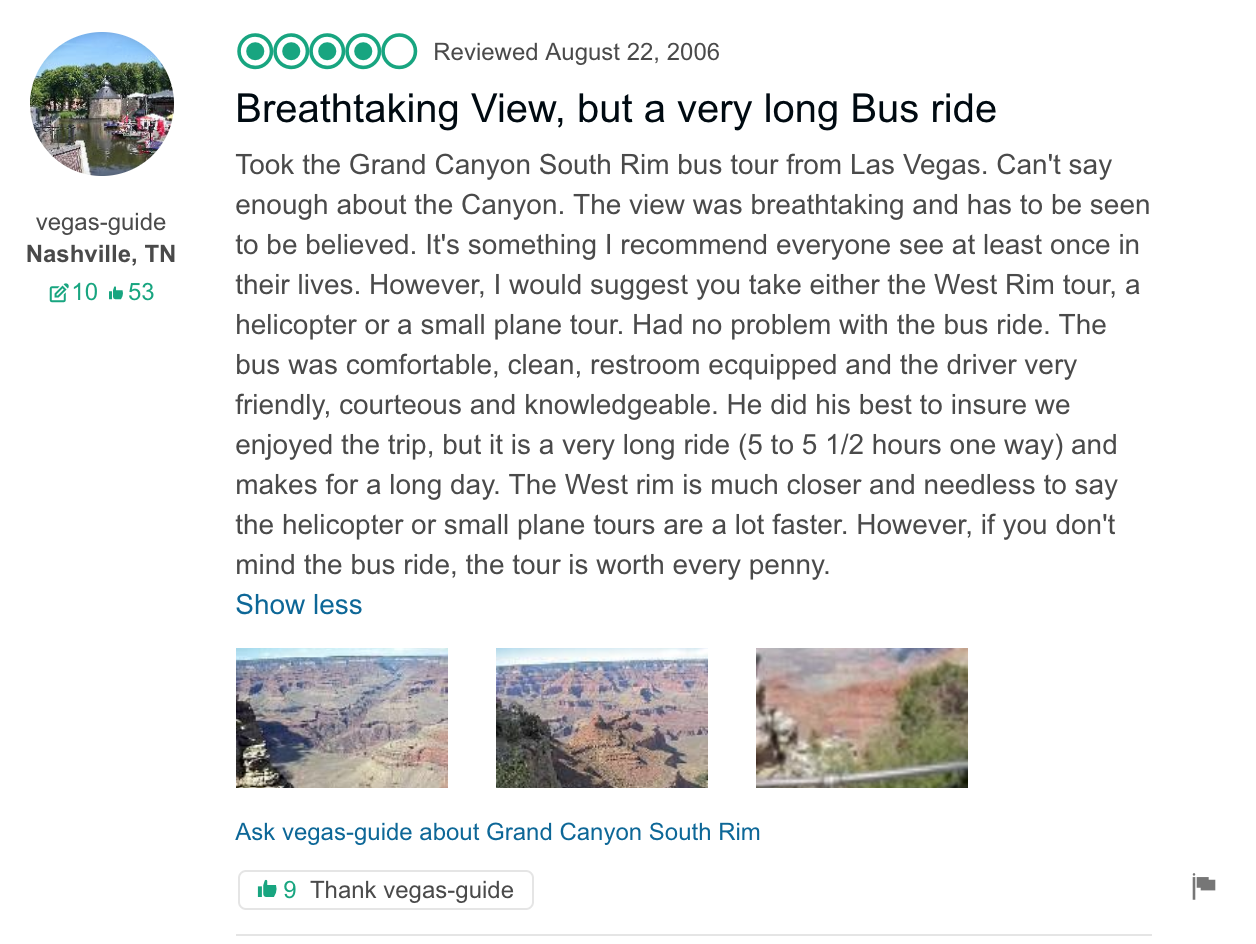 Reviewed August 22, 2006
Breathtaking View, but a very long Bus ride
Took the Grand Canyon South Rim bus tour from Las Vegas. Can't say
enough about the Canyon. The view was breathtaking and has to be seen
to be believed. It's something I recommend everyone see at least once in
their lives. However, I would suggest you take either the West Rim tour, a
helicopter or a small plane tour. Had no problem with the bus ride. The
bus was comfortable, clean, restroom ecquipped and the driver very
friendly, courteous and knowledgeable. He did his best to insure we
enjoyed the trip, but it is a very long ride (5 to 5 1/2 hours one way) and
makes for a long day. The West rim is much closer and needless to say
the helicopter or small plane tours are a lot faster. However, if you don't
mind the bus ride, the tour is worth every penny.
Show less
vegas-guide
Nashville, TN
10 53
Ask vegas-guide about Grand Canyon South Rim
9 Thank vegas-guide